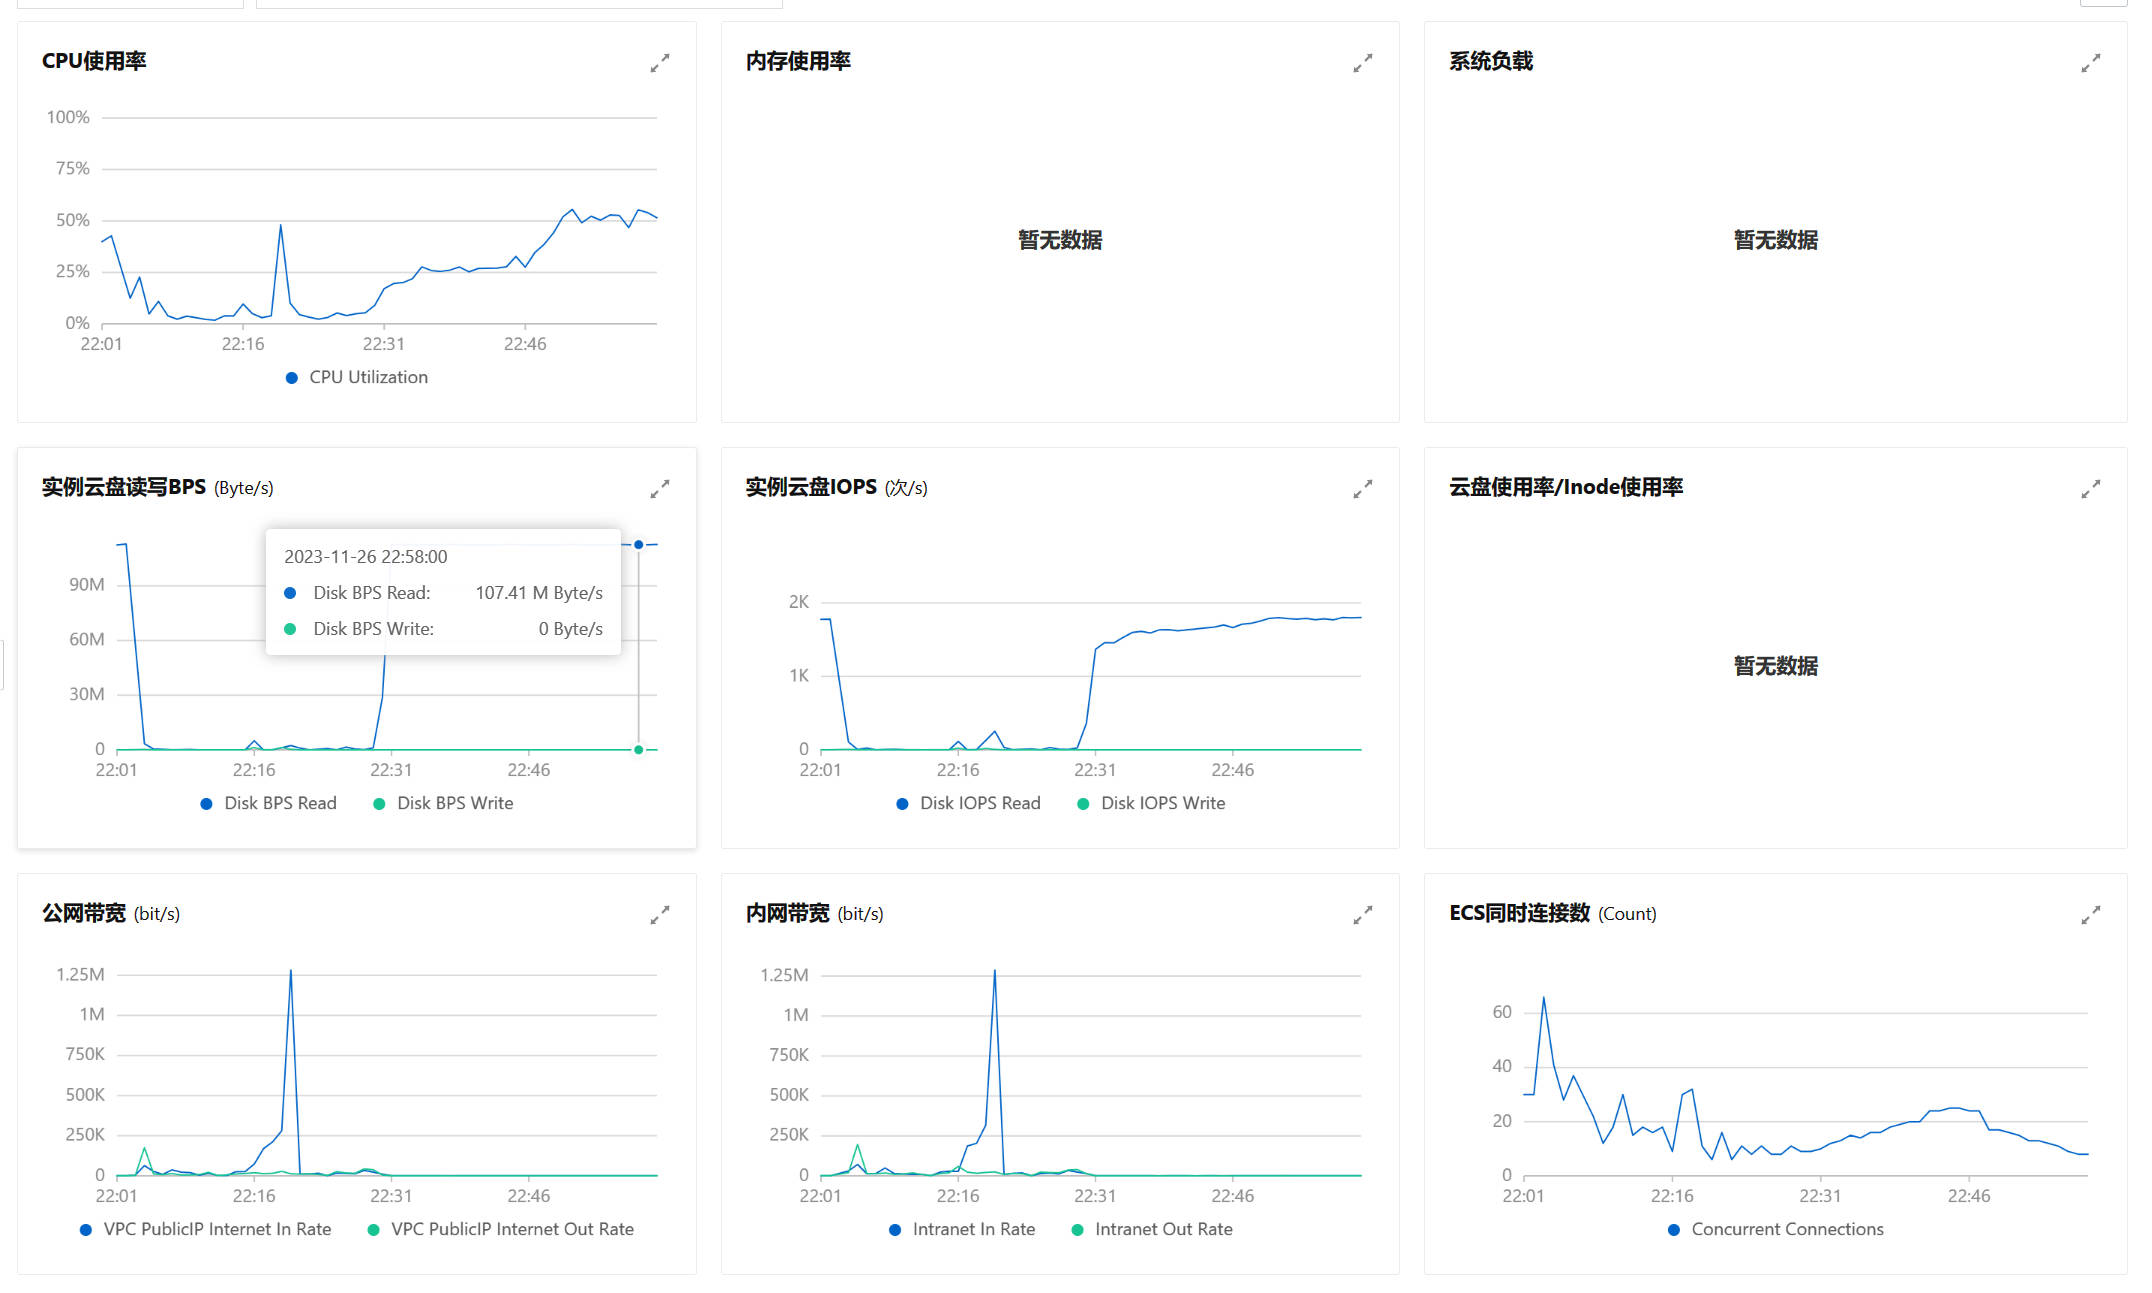 CPU使用率
100%
75%
50%
25%
0%
22:01 22:16 22:31 22:46
CPU Utilization
内存使用率
暂无数据
系统负载
暂无数据
实例云盘读写BPS (Byte/s)
90M
60M
30M
0
2023-11-26 22:58:00
Disk BPS Read: 107.41 M Byte/s
Disk BPS Write: 0 Byte/s
22:01 22:16 22:31 22:46
Disk BPS Read Disk BPS Write
实例云盘IOPS (次/s)
2K
1K
0
22:01 22:16 22:31 22:46
Disk IOPS Read Disk IOPS Write
云盘使用率/Inode使用率
暂无数据
公网带宽 (bit/s)
1.25M
1M
750K
500K
250K
0
22:01 22:16 22:31 22:46
VPC PublicIP Internet In Rate VPC PublicIP Internet Out Rate
内网带宽 (bit/s)
1.25M
1M
750K
500K
250K
0
22:01 22:16 22:31 22:46
Intranet In Rate Intranet Out Rate
ECS同时连接数 (Count)
60
40
20
0
22:01 22:16 22:31 22:46
Concurrent Connections